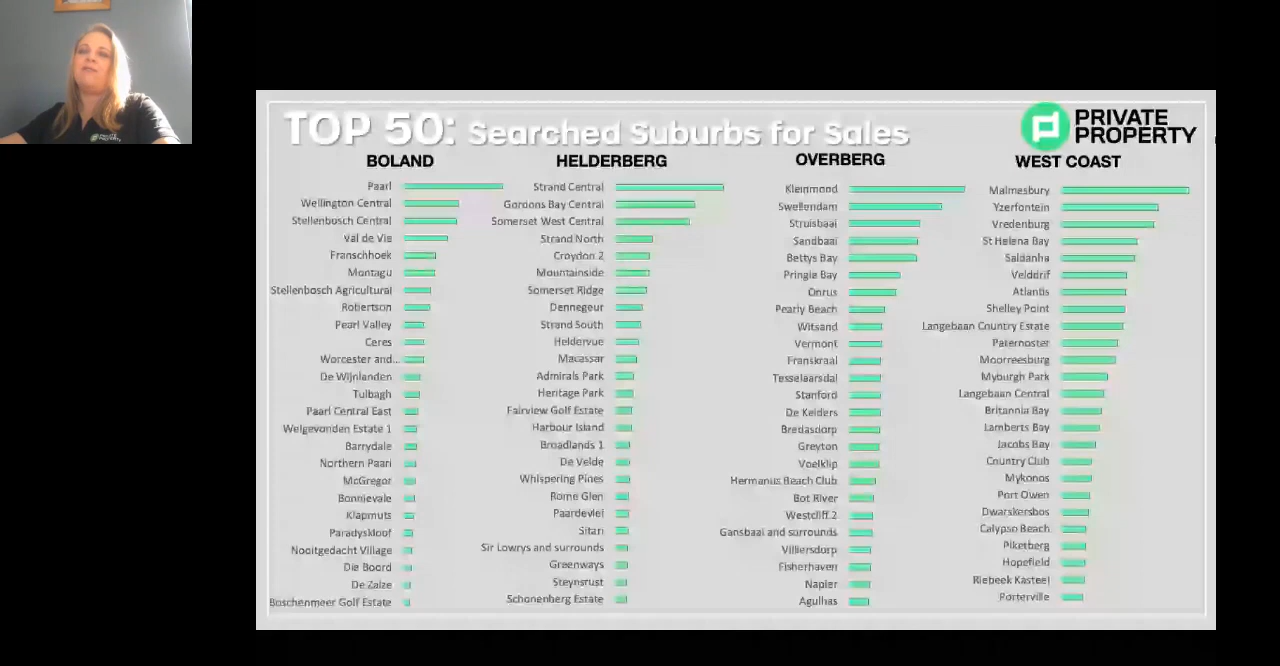 TOP 50: Searched Suburbs for Sales
PRIVATE
PROPERTY
BOLAND
Paarl
Wellington Central
Stellenbosch Central
Val de Vie
Franschhoek
Montagu
Stellenbosch Agricultural
Robertson
Pearl Valley
Ceres
Worcester and...
De Wijnlanden
Tulbagh
Paarl Central East
Welgevonden Estate 1
Barrydale
Northern Paarl
McGregor
Bonnievale
Klapmuts
Paradyskloof
Nooitgedacht Village
Die Boord
De Zalze
Boschenmeer Golf Estate
HELDERBERG
Strand Central
Gordons Bay Central
Somerset West Central
Strand North
Croydon 2
Mountainside
Somerset Ridge
Dennegeur
Strand South
Heldervue
Macassar
Admirals Park
Heritage Park
Fairview Golf Estate
Harbour Island
Broadlands 1
De Velde
Whispering Pines
Rome Glen
Paardevlei
Sitari
Sir Lowrys and surrounds
Greenways
Steynsrust
Schonenberg Estate
OVERBERG
Kleinmond
Swellendam
Struisbaai
Sandbaai
Bettys Bay
Pringle Bay
Onrus
Pearly Beach
Witsand
Vermont
Franskraal
Tesselaarsdal
Stanford
De Kelders
Bredasdorp
Greyton
Voelklip
Hermanus Beach Club
Bot River
Westcliff 2
Gansbaai and surrounds
Villiersdorp
Fisherhaven
Napier
Agulhas
WEST COAST
Malmesbury
Yzerfontein
Vredenburg
St Helena Bay
Saldanha
Velddrif
Atlantis
Shelley Point
Langebaan Country Estate
Paternoster
Moorreesburg
Myburgh Park
Langebaan Central
Britannia Bay
Lamberts Bay
Jacobs Bay
Country Club
Mykonos
Port Owen
Dwarskersbos
Calypso Beach
Piketberg
Hopefield
Riebeek Kasteel
Porterville
PRIVATE
PROPERTY